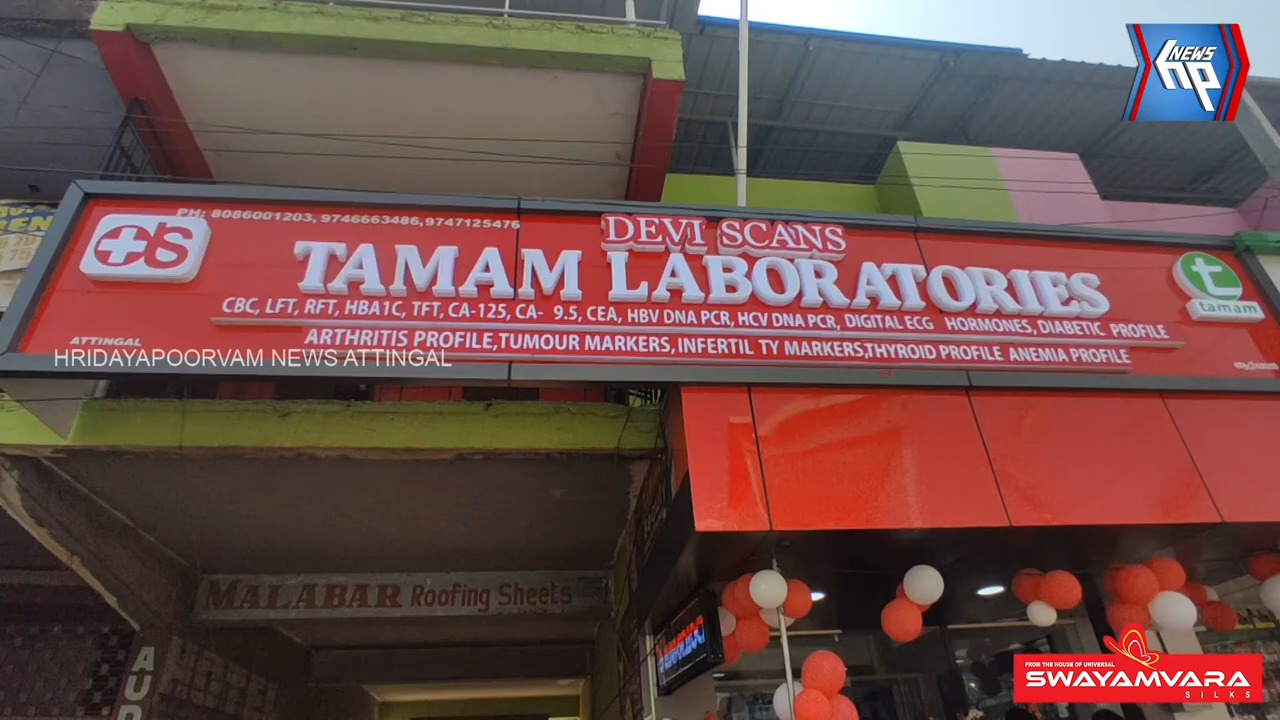 NEWS
hp
PH: 8086001203, 9746663486,9747125476
DEVI SCANS
ds
TAMAM LABORATORIES
t
tamam
CBC, LFT, RFT, HBA1C, TFT, CA-125, CA- 9.5, CEA, HBV DNA PCR, HCV DNA PCR, DIGITAL ECG HORMONES, DIABETIC PROFILE
ARTHRITIS PROFILE,TUMOUR MARKERS, INFERTIL TY MARKERS,THYROID PROFILE ANEMIA PROFILE
ATTINGAL
HRIDAYAPOORVAM NEWS ATTINGAL
MALABAR Roofing Sheets
FROM THE HOUSE OF UNIVERSAL
SWAYAMVARA
SILKS